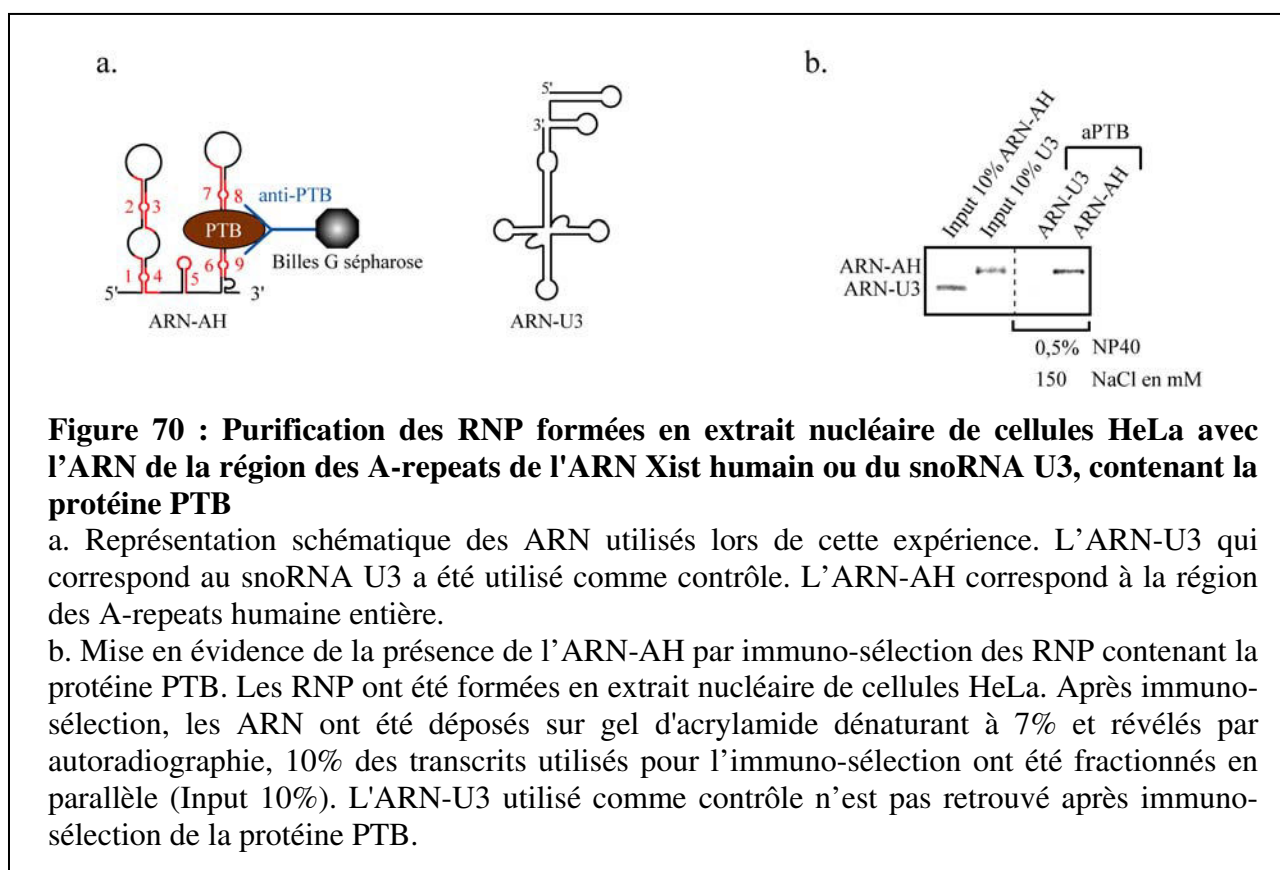 a.
b.
5'
3'
7
8
anti-PTB
2
3
PTB
Billes G sépharose
1
4
5
6
9
5'
3'
ARN-AH
ARN-U3
Input 10% ARN-AH
Input 10% U3
aPTB
ARN-U3
ARN-AH
ARN-AH
ARN-U3
0,5% NP40
150 NaCl en mM
Figure 70 : Purification des RNP formées en extrait nucléaire de cellules HeLa avec
l'ARN de la région des A-repeats de l'ARN Xist humain ou du snoRNA U3, contenant la
protéine PTB
a. Représentation schématique des ARN utilisés lors de cette expérience. L'ARN-U3 qui
correspond au snoRNA U3 a été utilisé comme contrôle. L'ARN-AH correspond à la région
des A-repeats humaine entière.
b. Mise en évidence de la présence de l'ARN-AH par immuno-sélection des RNP contenant la
protéine PTB. Les RNP ont été formées en extrait nucléaire de cellules HeLa. Après immuno-
sélection, les ARN ont été déposés sur gel d'acrylamide dénaturant à 7% et révélés par
autoradiographie, 10% des transcrits utilisés pour l'immuno-sélection ont été fractionnés en
parallèle (Input 10%). L'ARN-U3 utilisé comme contrôle n'est pas retrouvé après immuno-
sélection de la protéine PTB.